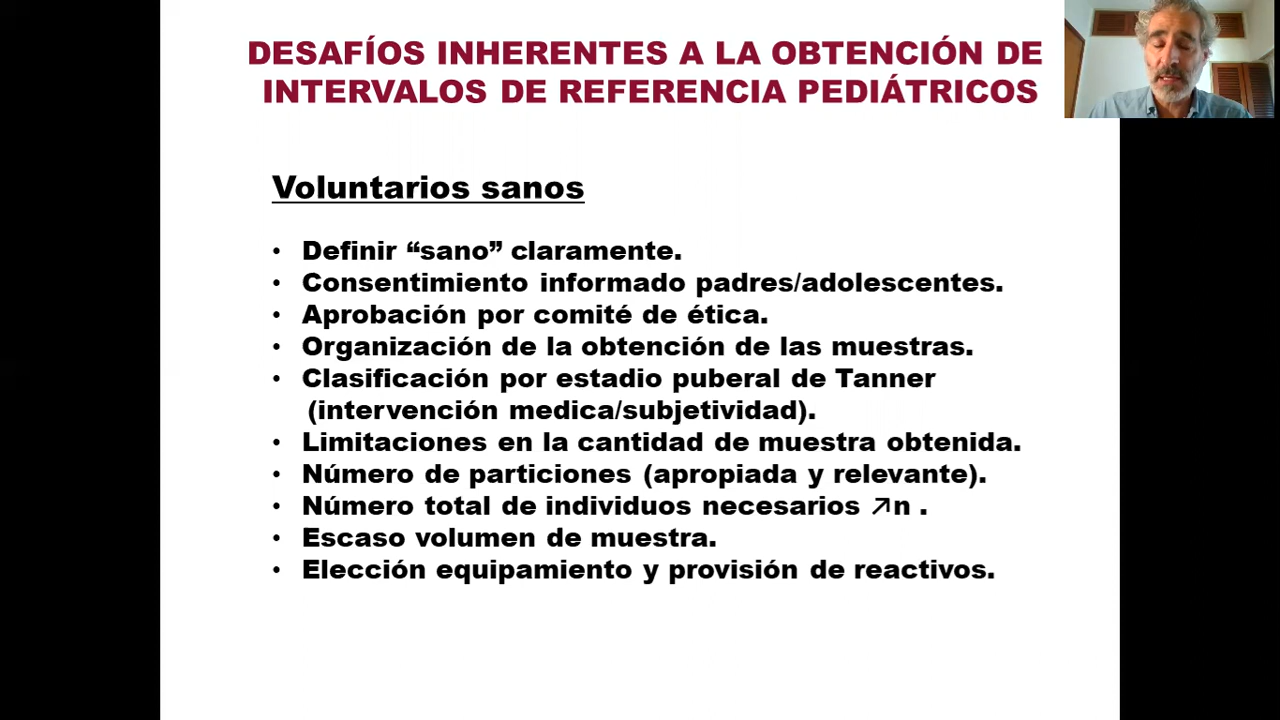 DESAFÍOS INHERENTES A LA OBTENCIÓN DE
INTERVALOS DE REFERENCIA PEDIÁTRICOS
Voluntarios sanos
• Definir “sano” claramente.
• Consentimiento informado padres/adolescentes.
• Aprobación por comité de ética.
• Organización de la obtención de las muestras.
• Clasificación por estadio puberal de Tanner
(intervención medica/subjetividad).
• Limitaciones en la cantidad de muestra obtenida.
• Número de particiones (apropiada y relevante).
• Número total de individuos necesarios ↗n .
• Escaso volumen de muestra.
• Elección equipamiento y provisión de reactivos.